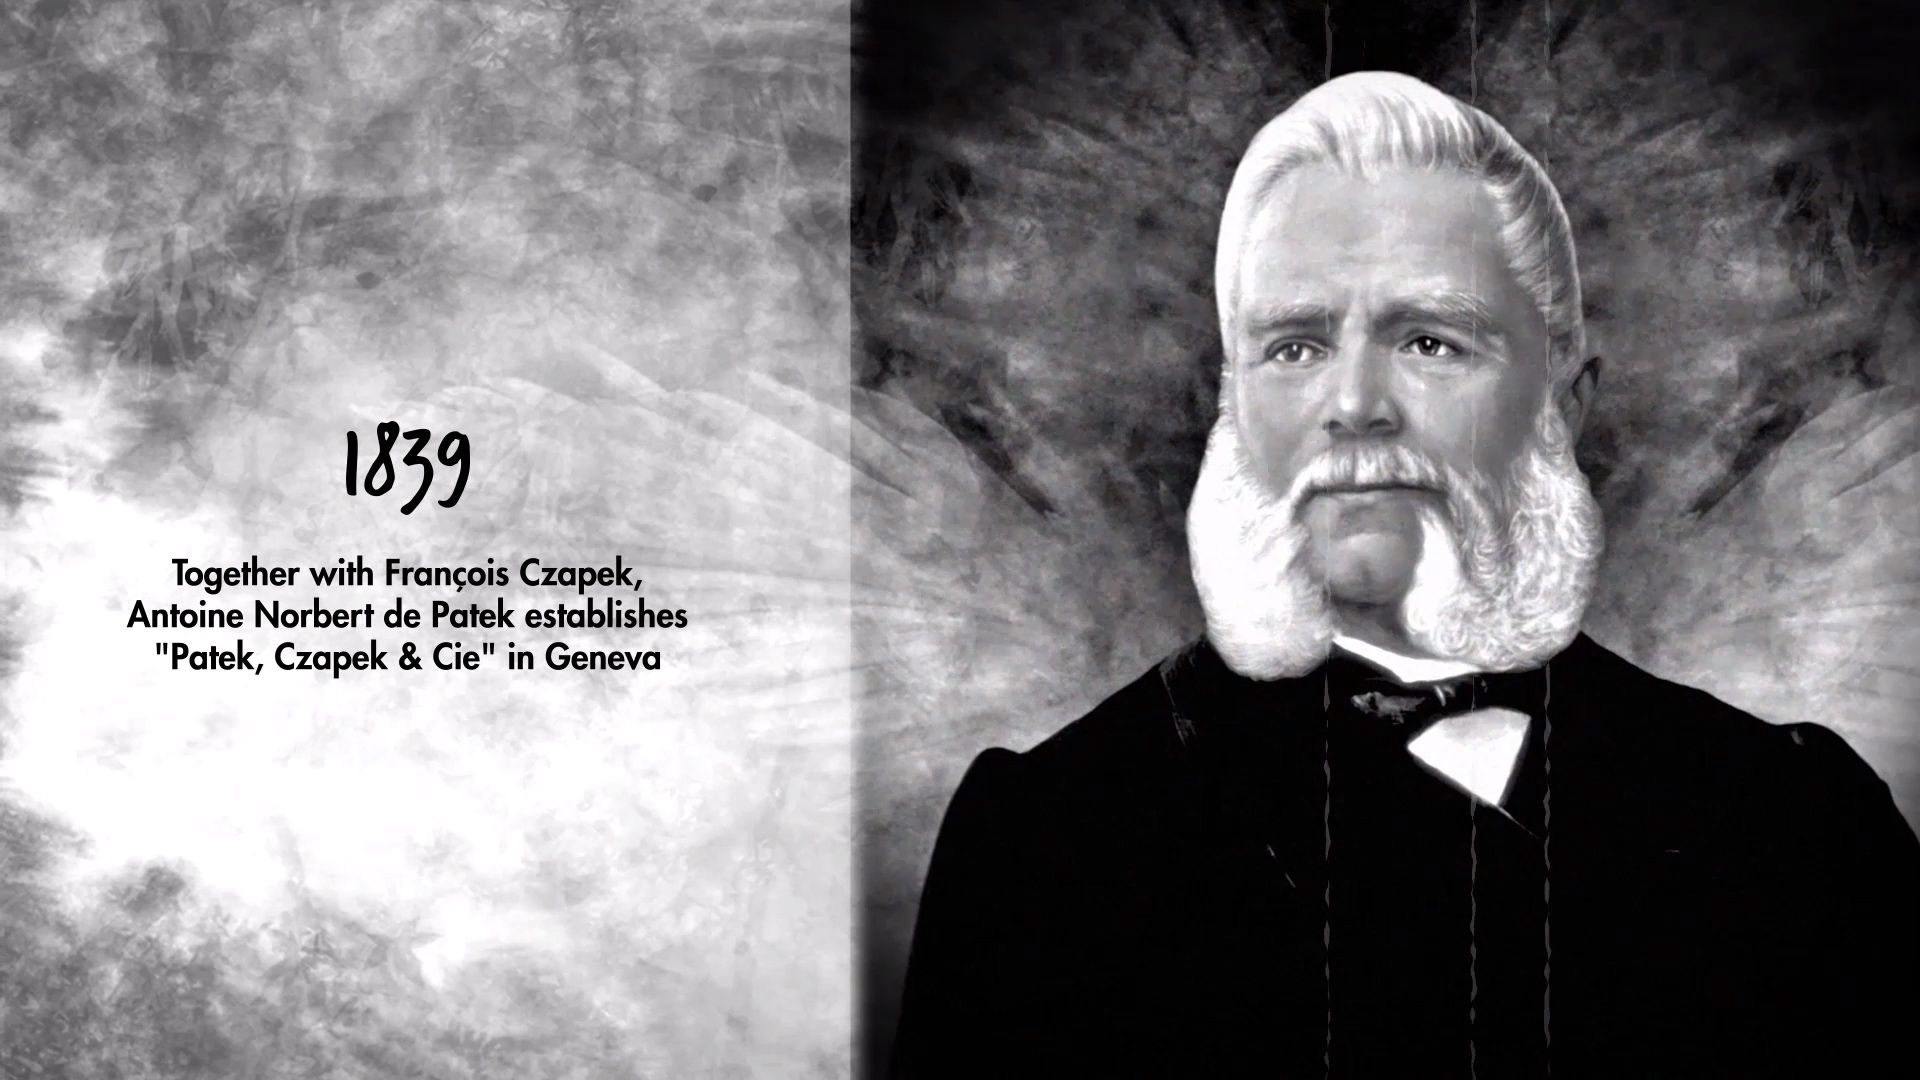 1839
Together with François Czapek,
Antoine Norbert de Patek establishes
"Patek, Czapek & Cie" in Geneva